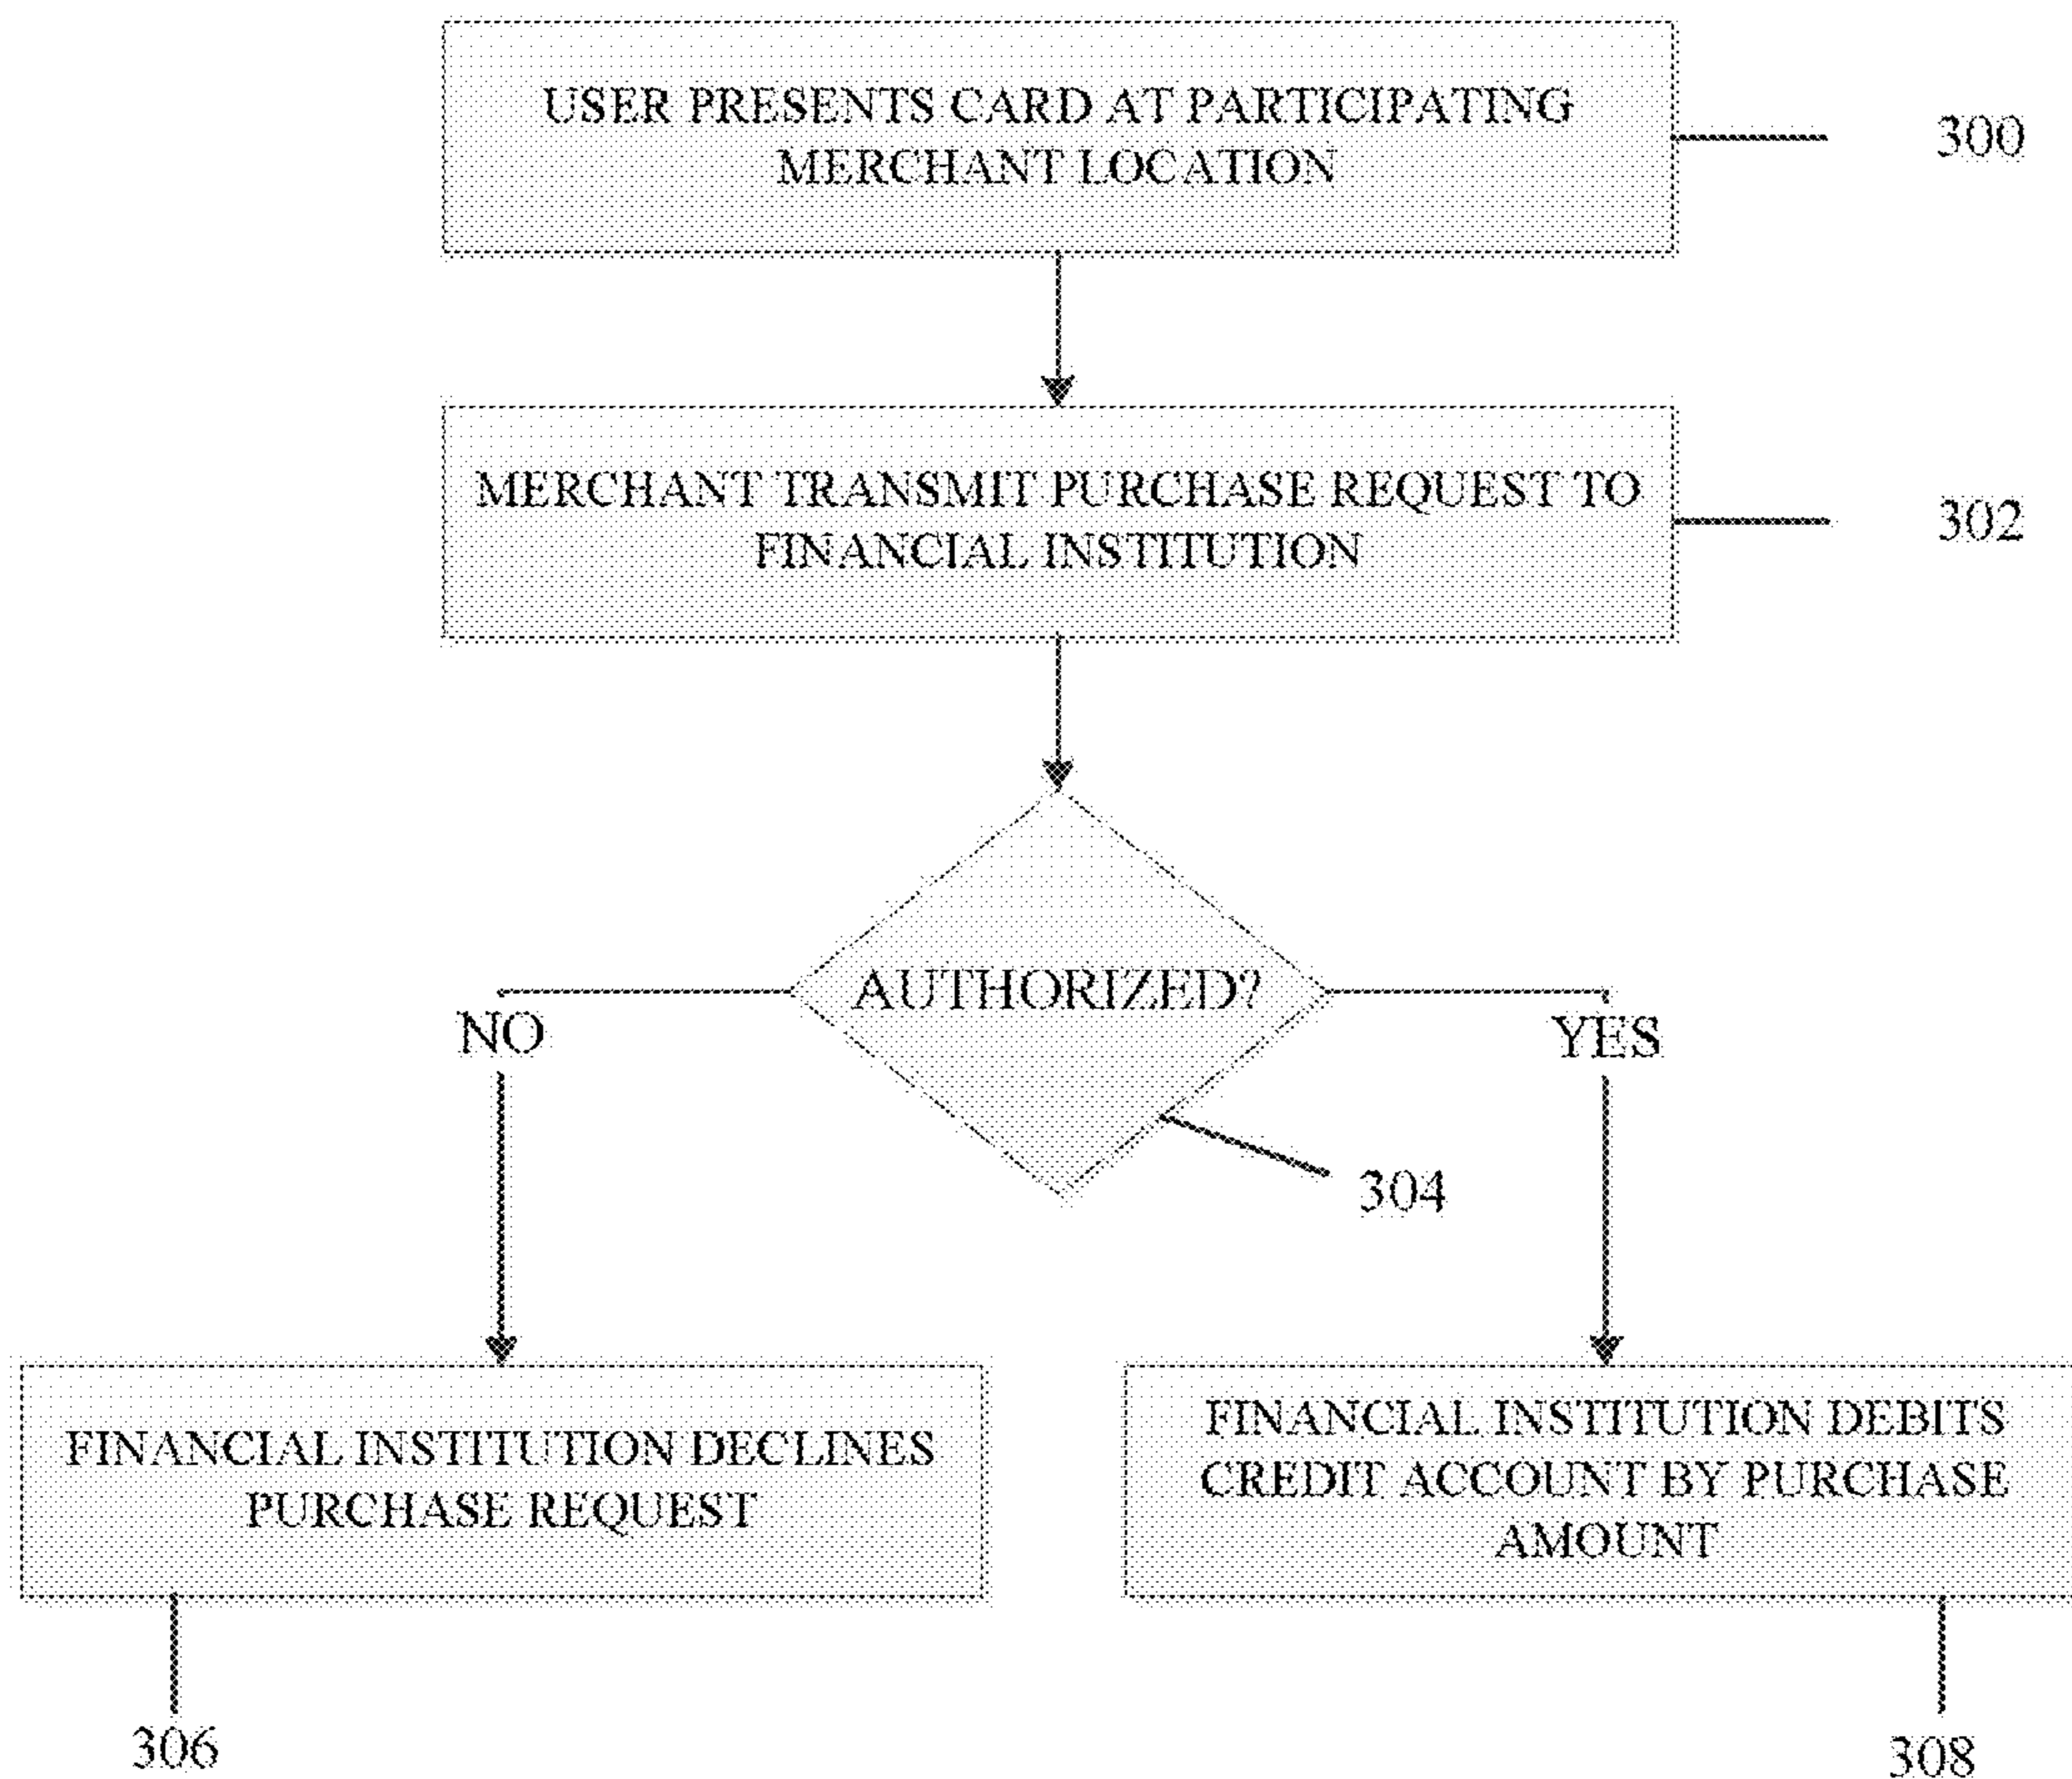 USER PRESENTS CARD AT PARTICIPATING
MERCHANT LOCATION
300
MERCHANT TRANSMIT PURCHASE REQUEST TO
FINANCIAL INSTITUTION
302
AUTHORIZED?
NO
YES
304
FINANCIAL INSTITUTION DECLINES
PURCHASE REQUEST
FINANCIAL INSTITUTION DEBITS
CREDIT ACCOUNT BY PURCHASE
AMOUNT
306
308